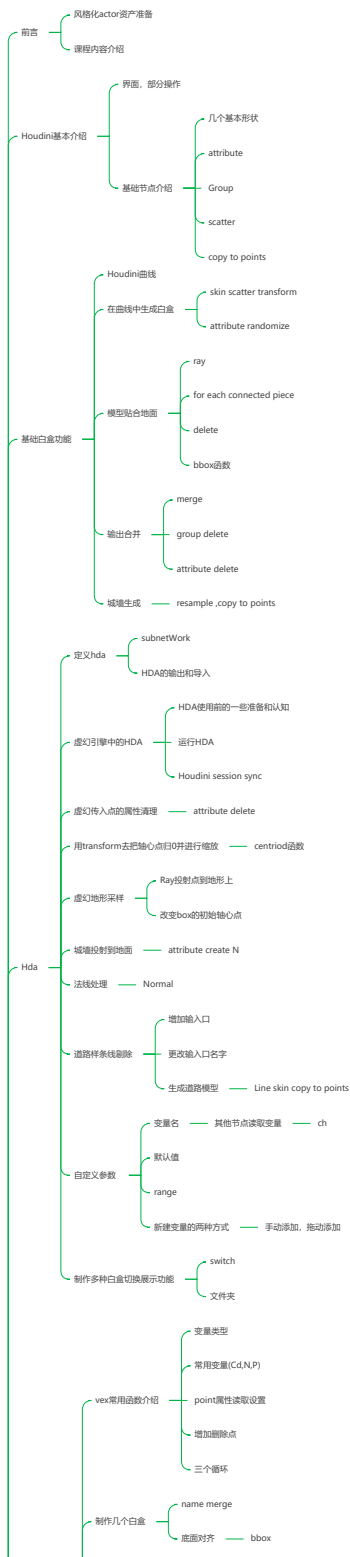 前言
风格化actor资产准备
课程内容介绍
Houdini基本介绍
界面，部分操作
基础节点介绍
几个基本形状
attribute
Group
scatter
copy to points
基础白盒功能
Houdini曲线
在曲线中生成白盒
skin scatter transform
attribute randomize
模型贴合地面
ray
for each connected piece
delete
bbox函数
输出合并
merge
group delete
attribute delete
城墙生成
resample ,copy to points
Hda
定义hda
subnetWork
HDA的输出和导入
虚幻引擎中的HDA
HDA使用前的一些准备和认知
运行HDA
Houdini session sync
虚幻传入点的属性清理
attribute delete
用transform去把轴心点归0并进行缩放
centriod函数
虚幻地形采样
Ray投射点到地形上
改变box的初始轴心点
城墙投射到地面
attribute create N
法线处理
Normal
道路样条线剔除
增加输入口
更改输入口名字
生成道路模型
Line skin copy to points
自定义参数
变量名
其他节点读取变量
ch
默认值
range
新建变量的两种方式
手动添加，拖动添加
制作多种白盒切换展示功能
switch
文件夹
vex常用函数介绍
变量类型
常用变量(Cd,N,P)
point属性读取设置
增加删除点
三个循环
制作几个白盒
name merge
底面对齐
bbox